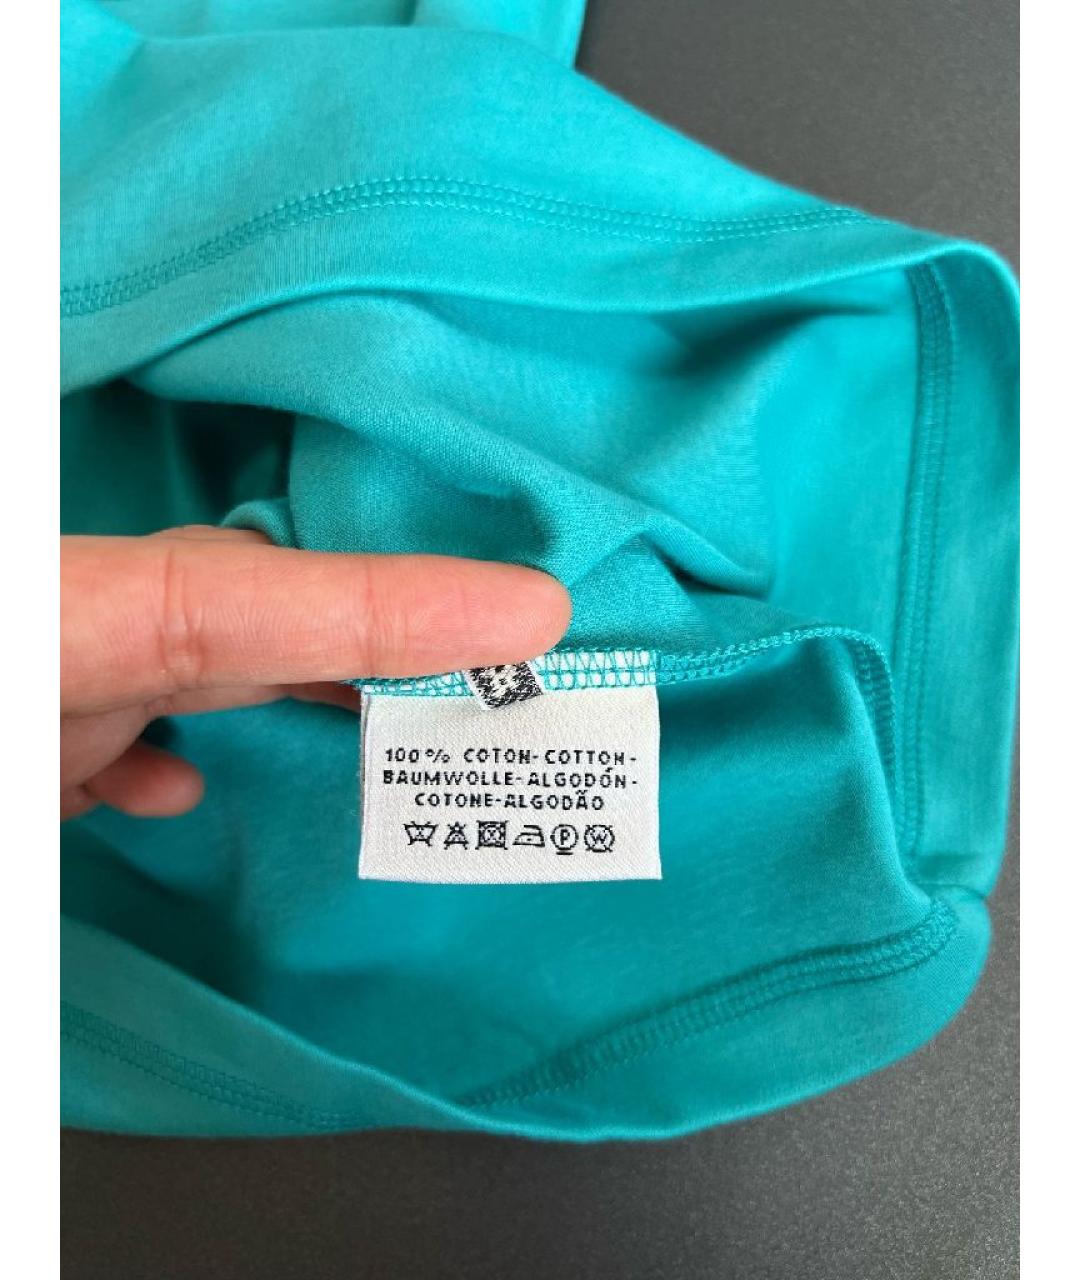 100% COTON-COTTON-
BAUMWOLLE-ALGODÓN-
COTONE-ALGODÃO
P W